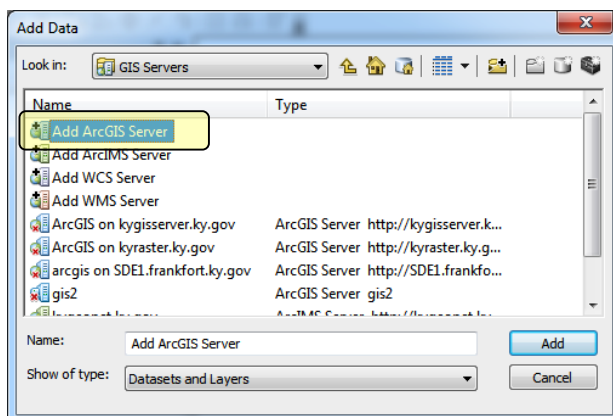 Add Data
Look in: GIS Servers
Name Type
Add ArcGIS Server
Add ArcIMS Server
Add WCS Server
Add WMS Server
ArcGIS on kygisserver.ky.gov ArcGIS Server http://kygisserver.k...
ArcGIS on kyraster.ky.gov ArcGIS Server http://kyraster.ky.g...
arcgis on SDE1.frankfort.ky.gov ArcGIS Server http://SDE1.frankfo...
gis2 ArcGIS Server gis2
Name: Add ArcGIS Server Add
Show of type: Datasets and Layers Cancel